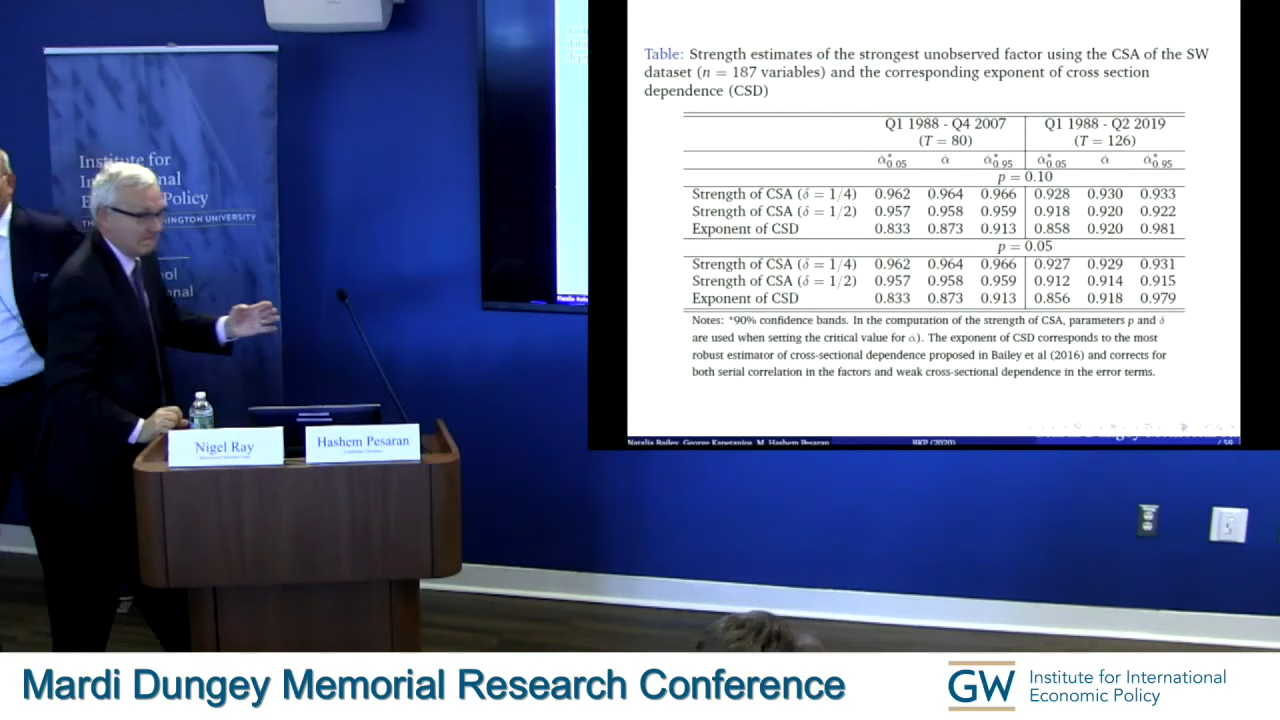 Institute for
International
Economic Policy
Table: Strength estimates of the strongest unobserved factor using the CSA of the SW
dataset (n = 187 variables) and the corresponding exponent of cross section
dependence (CSD)
Q1 1988 - Q4 2007 Q1 1988 - Q2 2019
(T = 80) (T = 126)
α̂*0.05 α̂ α̂*0.95 α̂*0.05 α̂ α̂*0.95
p = 0.10
Strength of CSA (δ = 1/4) 0.962 0.964 0.966 0.928 0.930 0.933
Strength of CSA (δ = 1/2) 0.957 0.958 0.959 0.918 0.920 0.922
Exponent of CSD 0.833 0.873 0.913 0.858 0.920 0.981
p = 0.05
Strength of CSA (δ = 1/4) 0.962 0.964 0.966 0.927 0.929 0.931
Strength of CSA (δ = 1/2) 0.957 0.958 0.959 0.912 0.914 0.915
Exponent of CSD 0.833 0.873 0.913 0.856 0.918 0.979
Notes: *90% confidence bands. In the computation of the strength of CSA, parameters p and δ
are used when setting the critical value for α̂). The exponent of CSD corresponds to the most
robust estimator of cross-sectional dependence proposed in Bailey et al (2016) and corrects for
both serial correlation in the factors and weak cross-sectional dependence in the error terms.
Natalia Bailey, George Kapetanios, M. Hashem Pesaran BKP (2020) / 59
Nigel Ray
Hashem Pesaran
Mardi Dungey Memorial Research Conference
GW Institute for International
Economic Policy